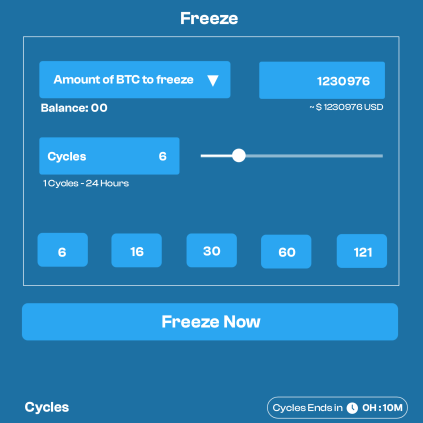 Freeze
Amount of BTC to freeze ▼ 1230976
Balance: 00 ~ $ 1230976 USD
Cycles 6
1 Cycles - 24 Hours
6 16 30 60 121
Freeze Now
Cycles Cycles Ends in 0H : 10M